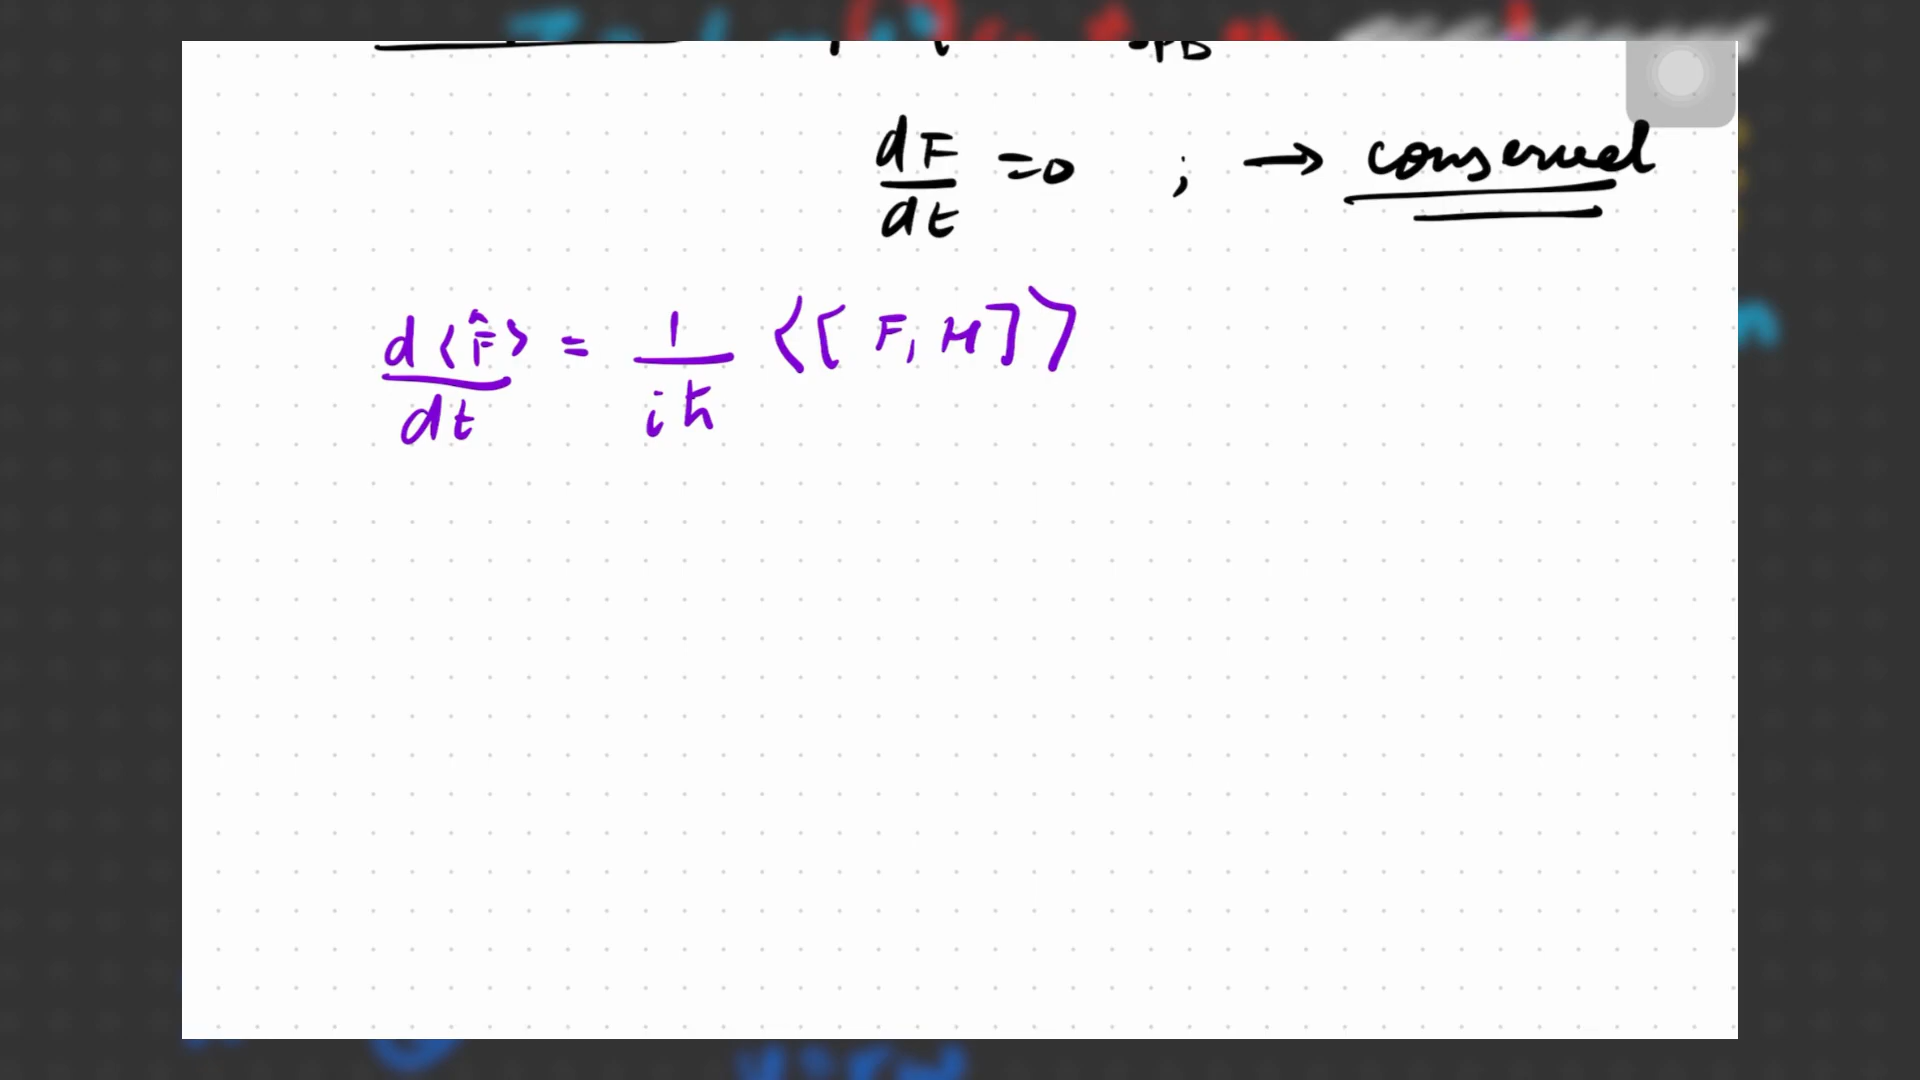 dF/dt =0 ; → conserved
d⟨F̂⟩/dt = 1/iħ ⟨[F, H]⟩